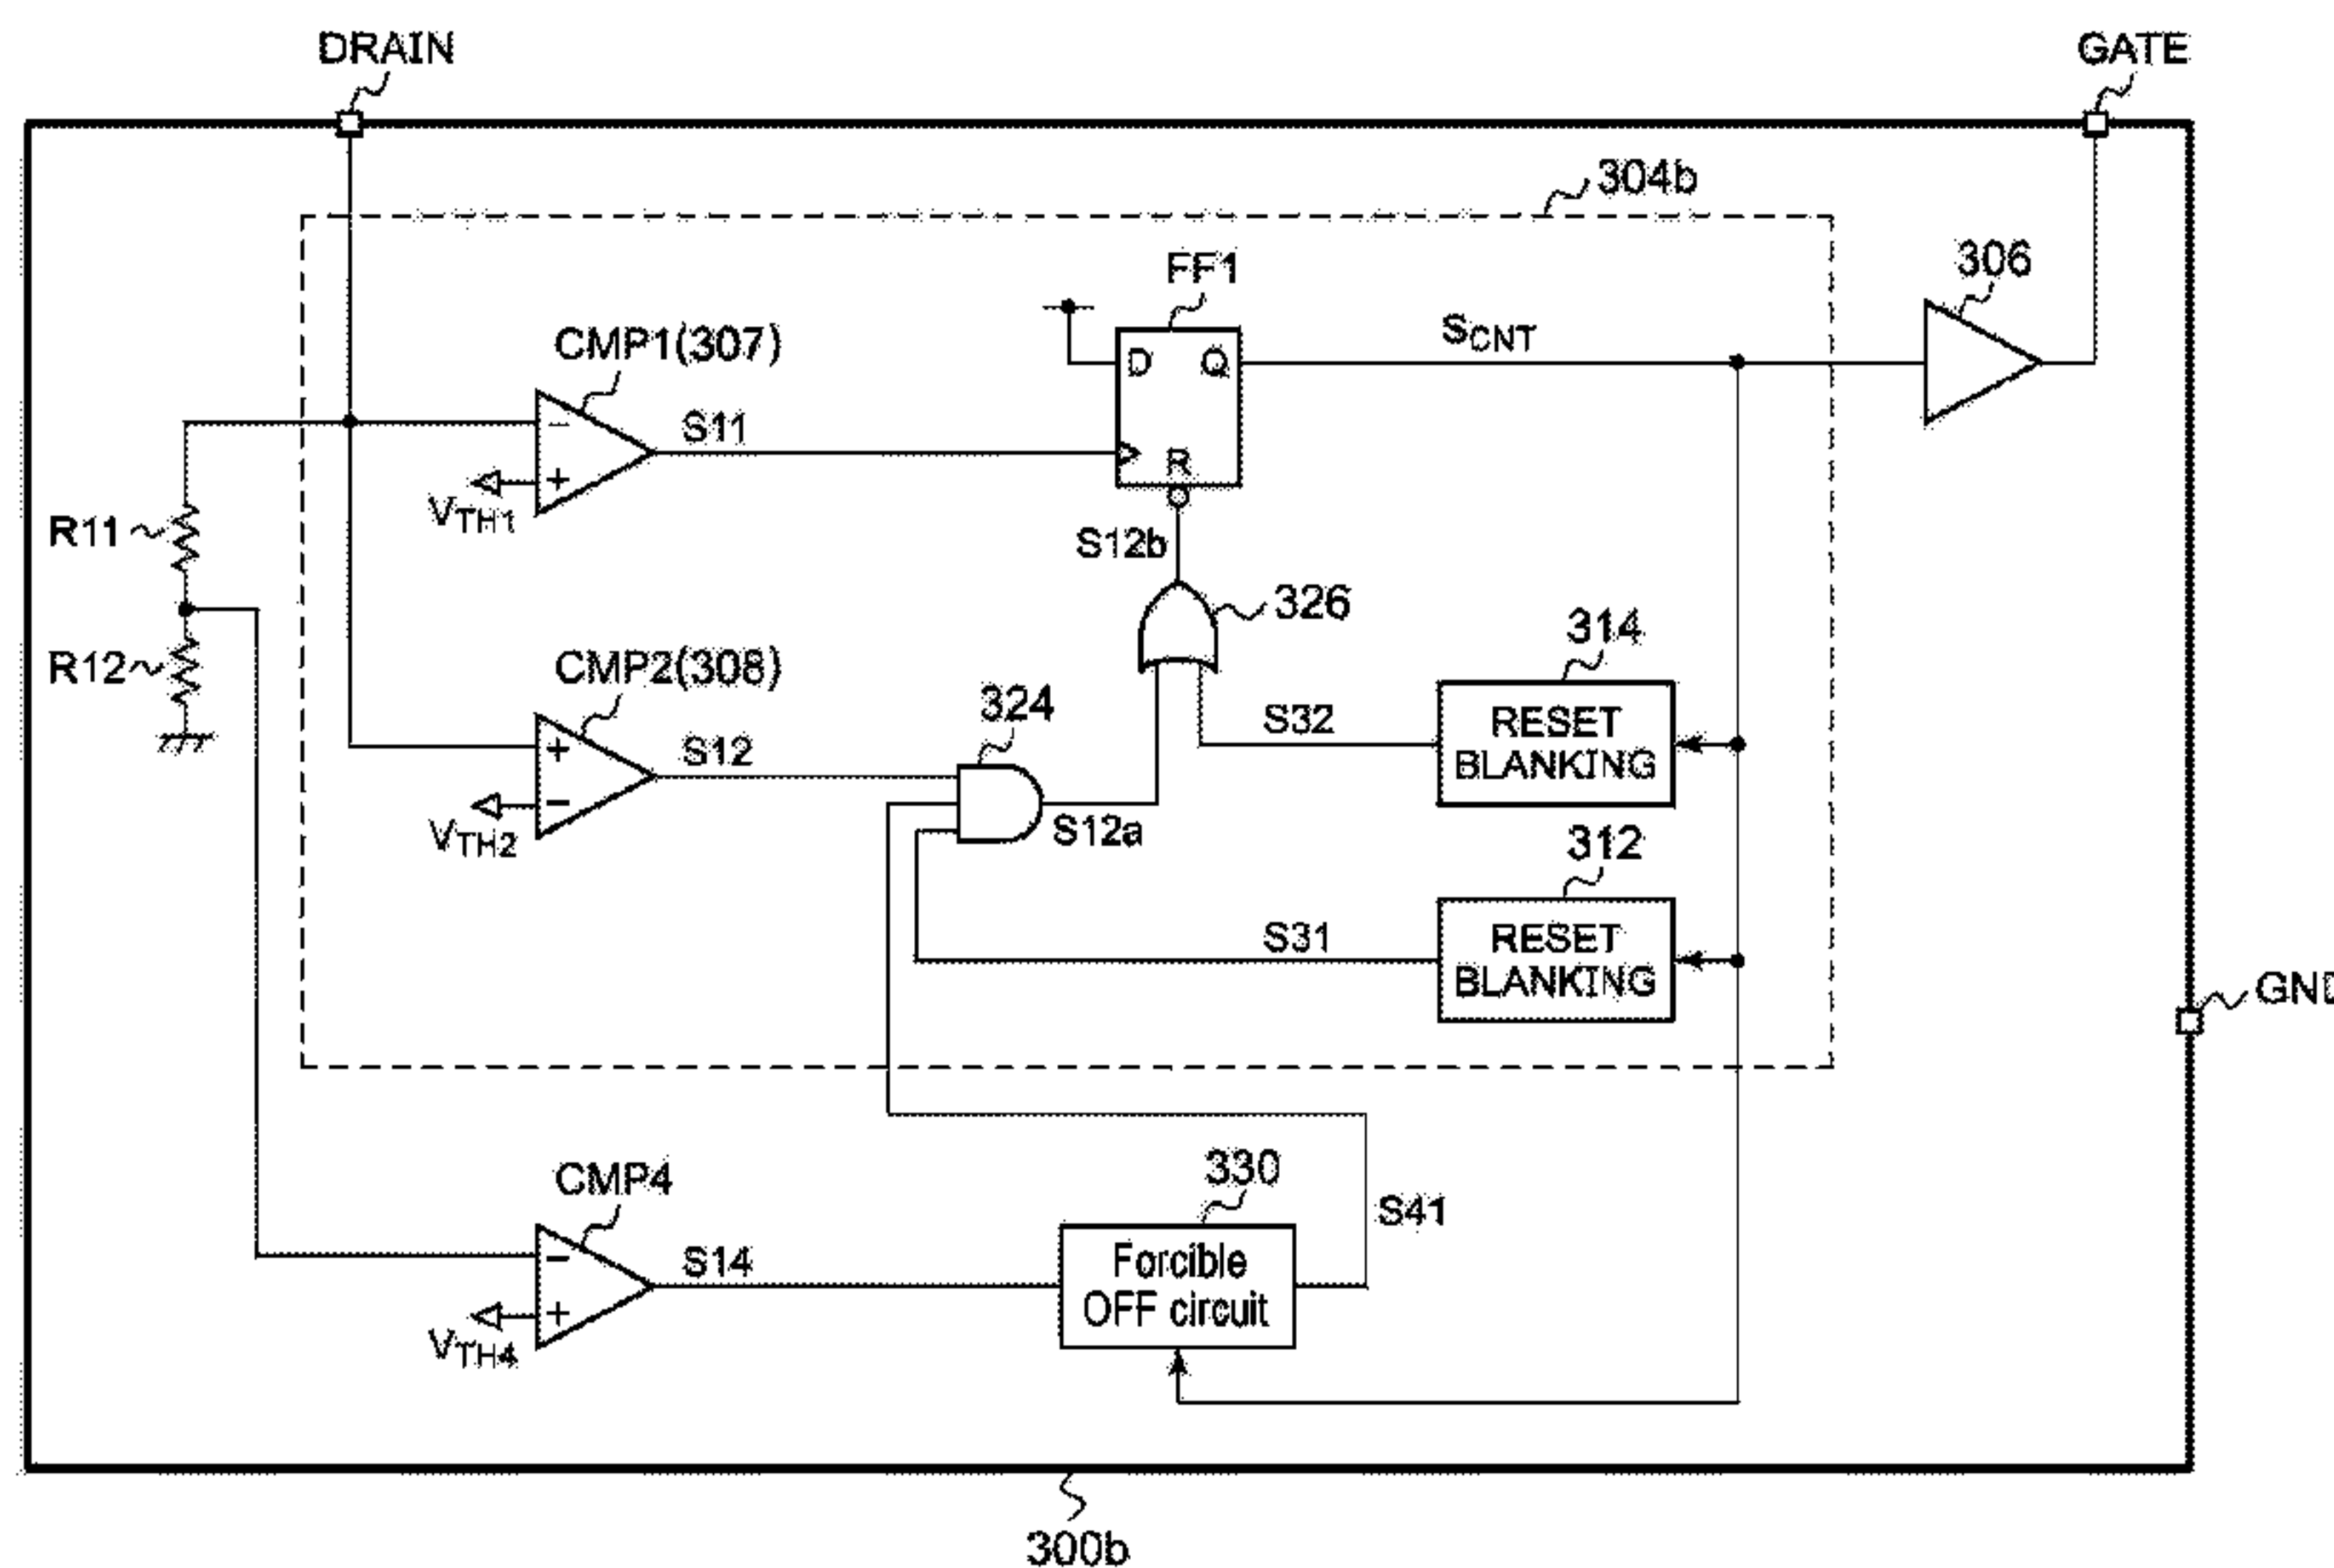 DRAIN
GATE
304b
FF1
306
CMP1(307)
D
Q
SCNT
S11
−
+
VTH1
R
R11
S12b
326
314
R12
CMP2(308)
324
RESET
BLANKING
S32
S12
+
−
VTH2
S12a
312
RESET
BLANKING
S31
GND
CMP4
330
S41
S14
−
+
VTH4
Forcible
OFF circuit
300b